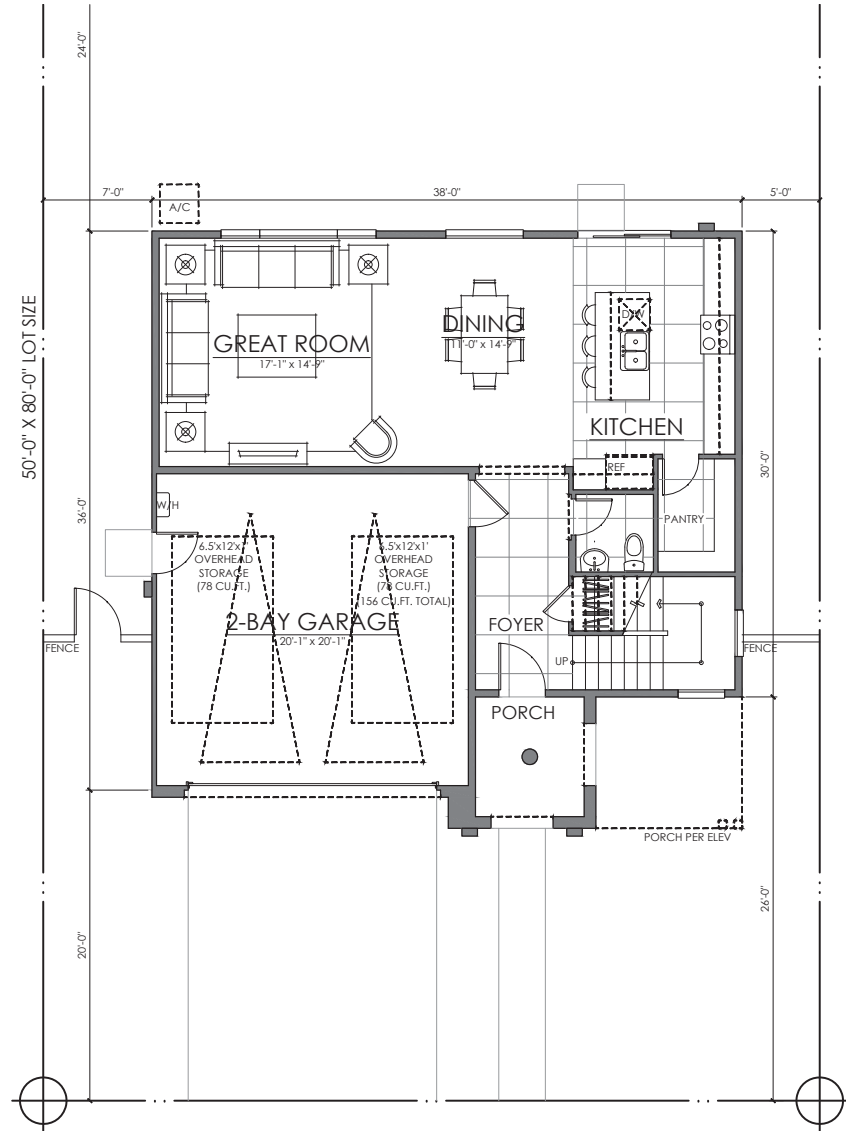 24'-0"
7'-0"
38'-0"
5'-0"
A/C
50'-0" X 80'-0" LOT SIZE
GREAT ROOM
17'-1" x 14'-9"
DINING
11'-0" x 14'-9"
D/W
KITCHEN
REF
PANTRY
30'-0"
36'-0"
W/H
6.5'x12'x1'
OVERHEAD
STORAGE
(78 CU.FT.)
6.5'x12'x1'
OVERHEAD
STORAGE
(78 CU.FT.)
(156 CU.FT. TOTAL)
2-BAY GARAGE
20'-1" x 20'-1"
FOYER
UP
FENCE
FENCE
PORCH
PORCH PER ELEV
20'-0"
26'-0"